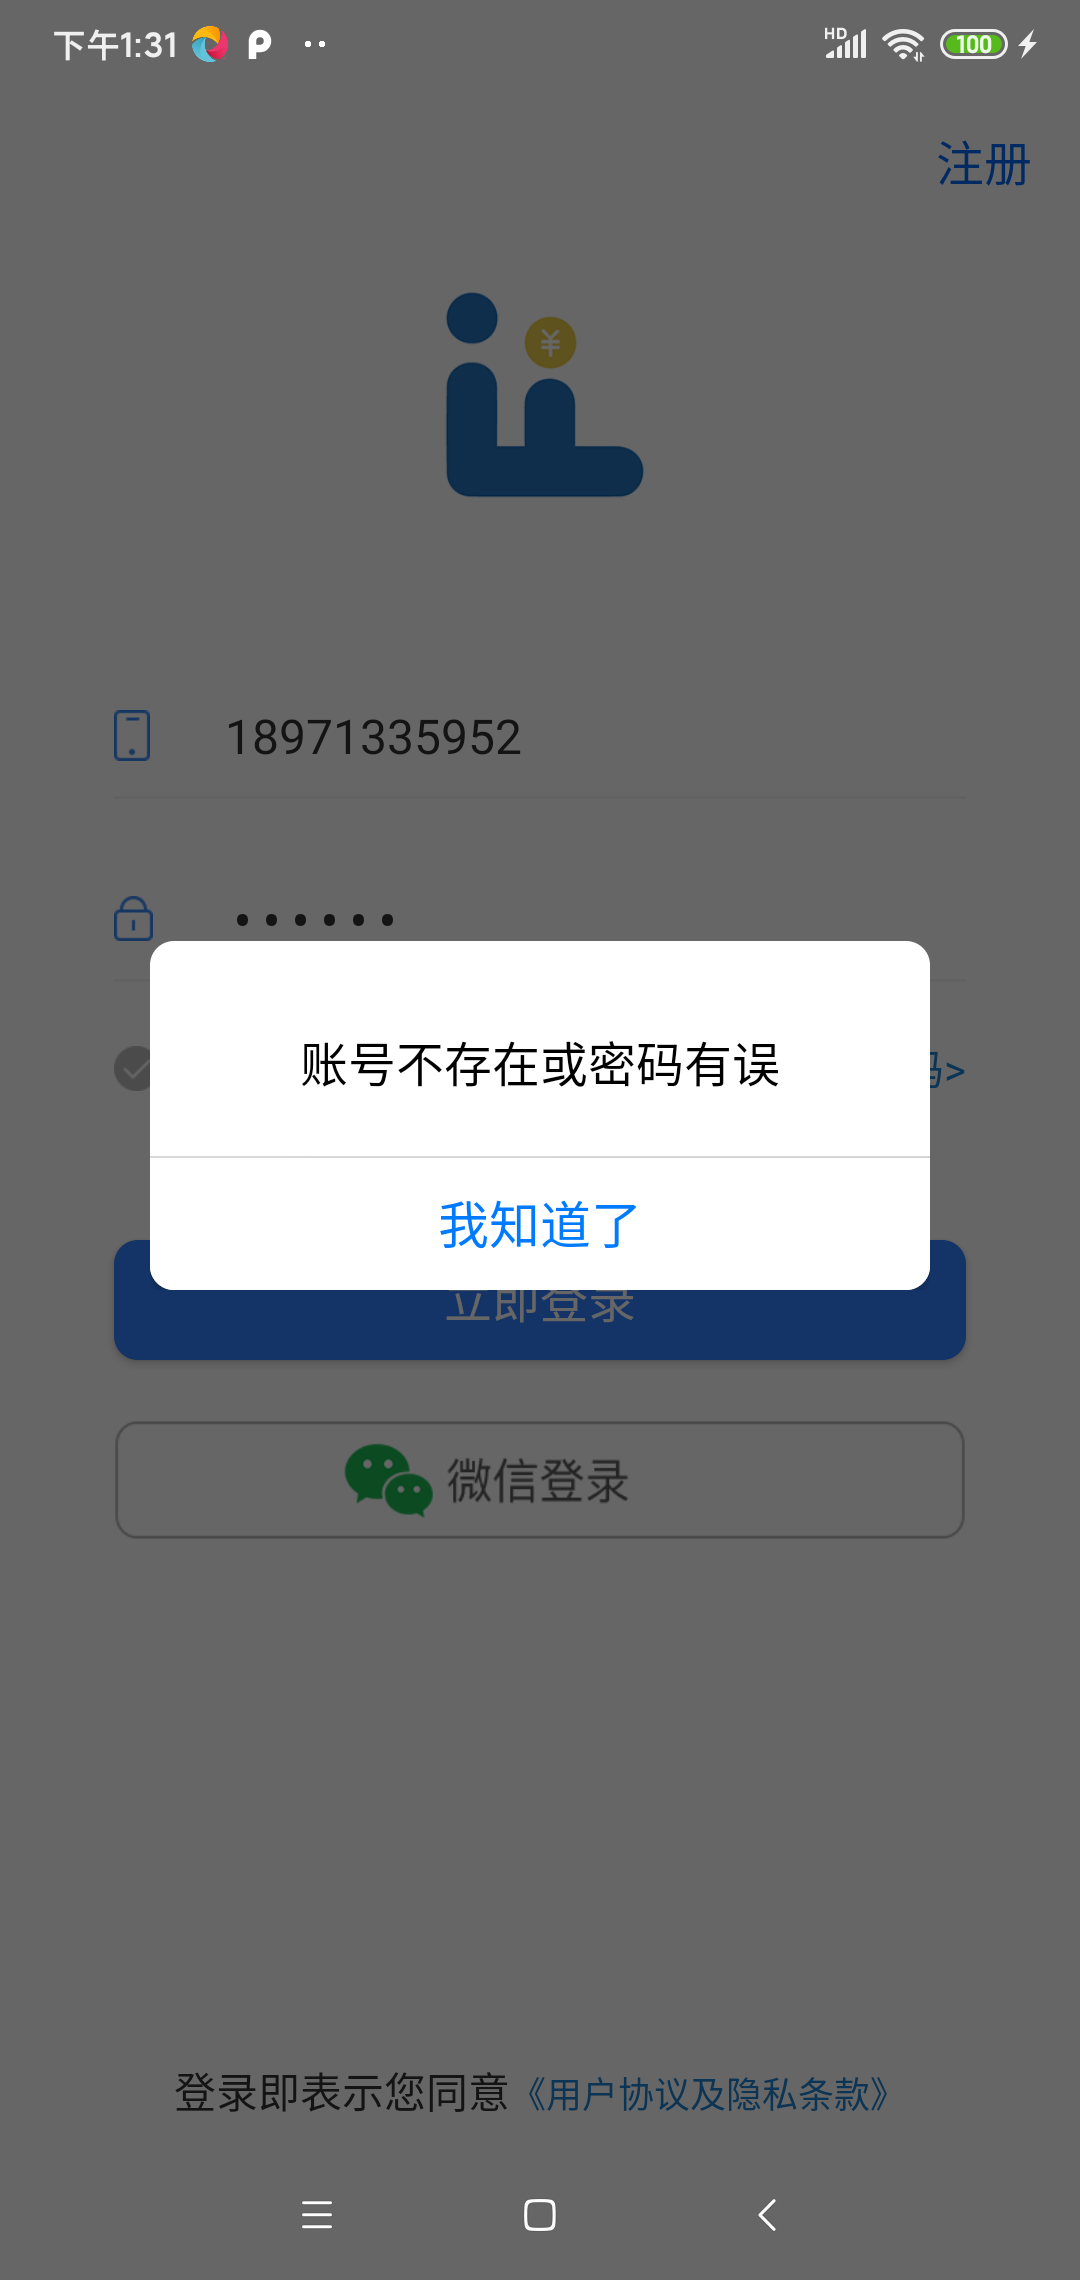 下午1:31
HD
100
注册
¥
18971335952
••••••
账号不存在或密码有误
码>
我知道了
立即登录
微信登录
登录即表示您同意《用户协议及隐私条款》